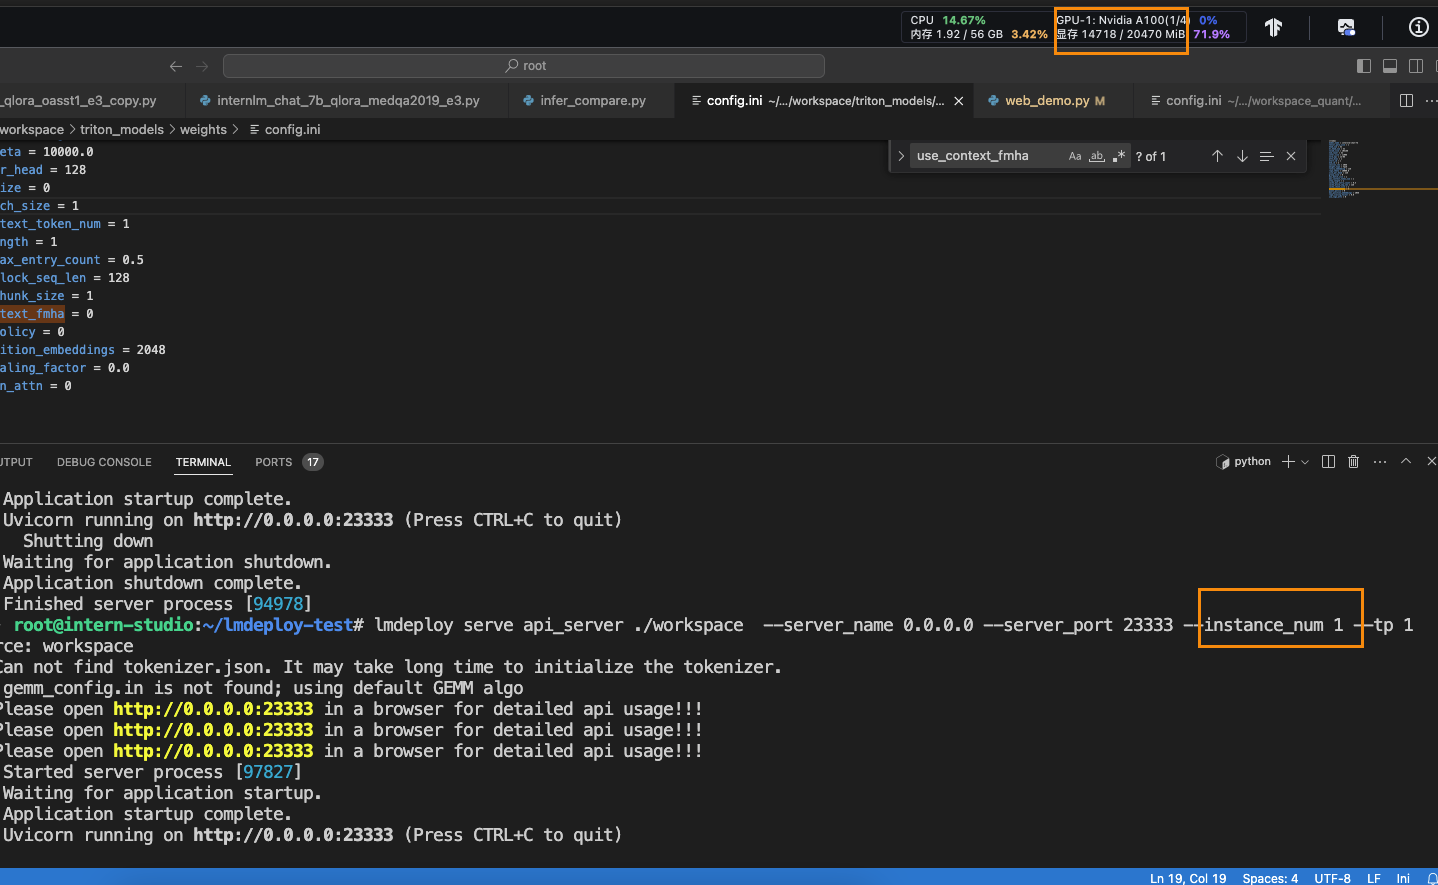 CPU 14.67%
内存 1.92 / 56 GB 3.42%
GPU-1: Nvidia A100(1/4) 0%
显存 14718 / 20470 MiB 71.9%
root
_qlora_oasst1_e3_copy.py
internlm_chat_7b_qlora_medqa2019_e3.py
infer_compare.py
config.ini ~/.../workspace/triton_models/...
web_demo.py M
config.ini ~/.../workspace_quant/...
workspace > triton_models > weights > config.ini
use_context_fmha Aa ab .* ? of 1
eta = 10000.0
r_head = 128
ize = 0
ch_size = 1
text_token_num = 1
ngth = 1
ax_entry_count = 0.5
lock_seq_len = 128
hunk_size = 1
text_fmha = 0
olicy = 0
ition_embeddings = 2048
aling_factor = 0.0
n_attn = 0
UTPUT DEBUG CONSOLE TERMINAL PORTS 17
python
Application startup complete.
Uvicorn running on http://0.0.0.0:23333 (Press CTRL+C to quit)
Shutting down
Waiting for application shutdown.
Application shutdown complete.
Finished server process [94978]
root@intern-studio:~/lmdeploy-test# lmdeploy serve api_server ./workspace --server_name 0.0.0.0 --server_port 23333 --instance_num 1 --tp 1
rce: workspace
Can not find tokenizer.json. It may take long time to initialize the tokenizer.
gemm_config.in is not found; using default GEMM algo
Please open http://0.0.0.0:23333 in a browser for detailed api usage!!!
Please open http://0.0.0.0:23333 in a browser for detailed api usage!!!
Please open http://0.0.0.0:23333 in a browser for detailed api usage!!!
Started server process [97827]
Waiting for application startup.
Application startup complete.
Uvicorn running on http://0.0.0.0:23333 (Press CTRL+C to quit)
Ln 19, Col 19 Spaces: 4 UTF-8 LF Ini